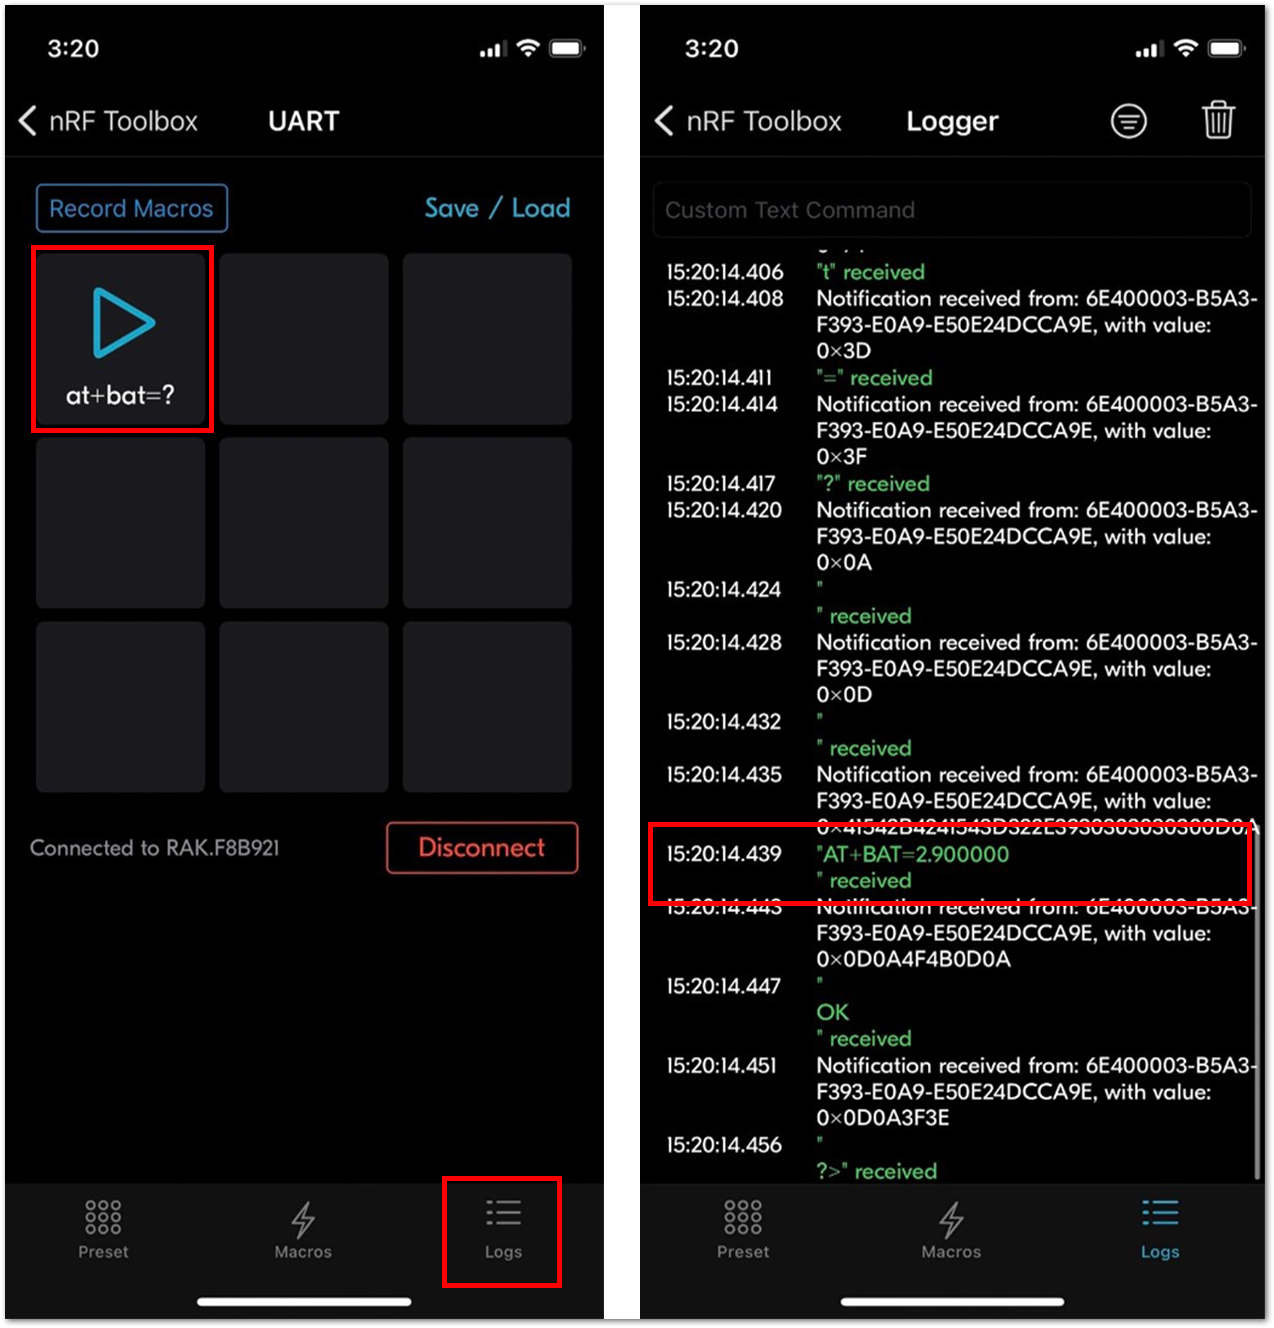 3:20
nRF Toolbox
UART
Record Macros
Save / Load
at+bat=?
Connected to RAK.F8B921
Disconnect
Preset
Macros
Logs
3:20
nRF Toolbox
Logger
Custom Text Command
15:20:14.406 "t" received
15:20:14.408 Notification received from: 6E400003-B5A3-
F393-E0A9-E50E24DCCA9E, with value:
0×3D
15:20:14.411 "=" received
15:20:14.414 Notification received from: 6E400003-B5A3-
F393-E0A9-E50E24DCCA9E, with value:
0×3F
15:20:14.417 "?" received
15:20:14.420 Notification received from: 6E400003-B5A3-
F393-E0A9-E50E24DCCA9E, with value:
0×0A
15:20:14.424 "
" received
15:20:14.428 Notification received from: 6E400003-B5A3-
F393-E0A9-E50E24DCCA9E, with value:
0×0D
15:20:14.432 "
" received
15:20:14.435 Notification received from: 6E400003-B5A3-
F393-E0A9-E50E24DCCA9E, with value:
0×41542B4241543D322E3930303030300D0A
15:20:14.439 "AT+BAT=2.900000
" received
15:20:14.443 Notification received from: 6E400003-B5A3-
F393-E0A9-E50E24DCCA9E, with value:
0×0D0A4F4B0D0A
15:20:14.447 "
OK
" received
15:20:14.451 Notification received from: 6E400003-B5A3-
F393-E0A9-E50E24DCCA9E, with value:
0×0D0A3F3E
15:20:14.456 "
?>" received
Preset
Macros
Logs